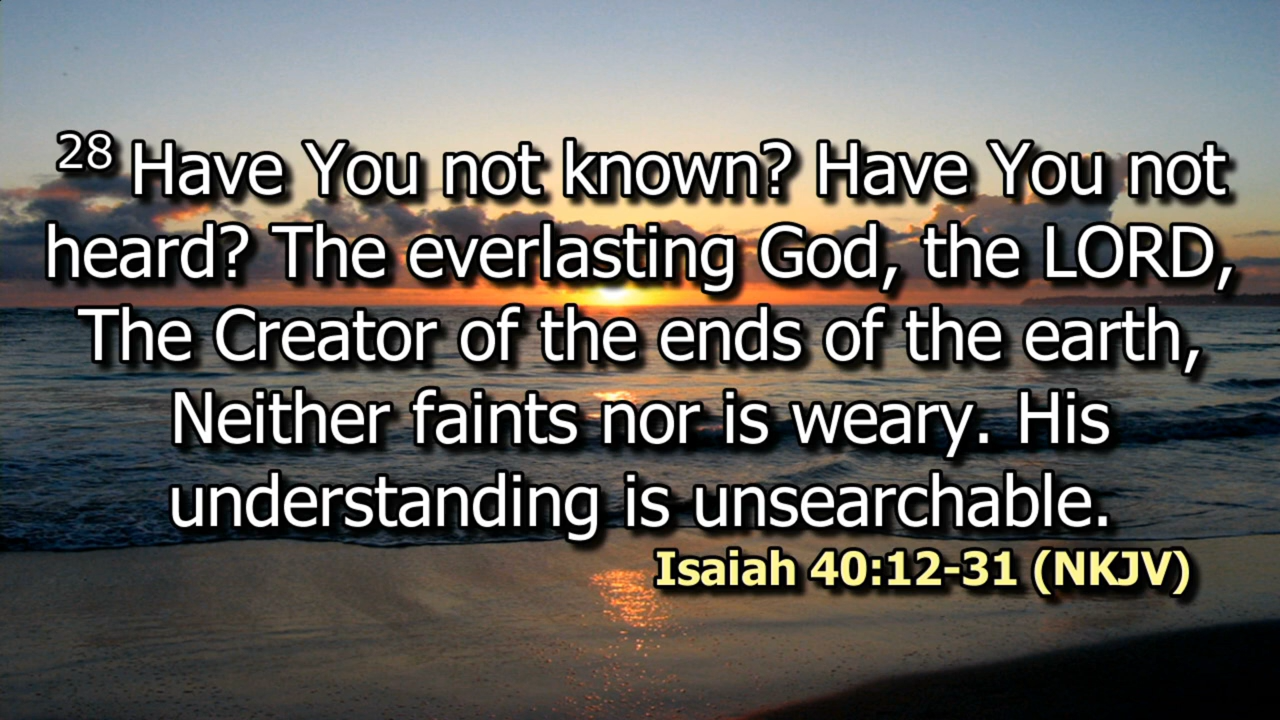 28 Have You not known? Have You not
heard? The everlasting God, the LORD,
The Creator of the ends of the earth,
Neither faints nor is weary. His
understanding is unsearchable.
Isaiah 40:12-31 (NKJV)